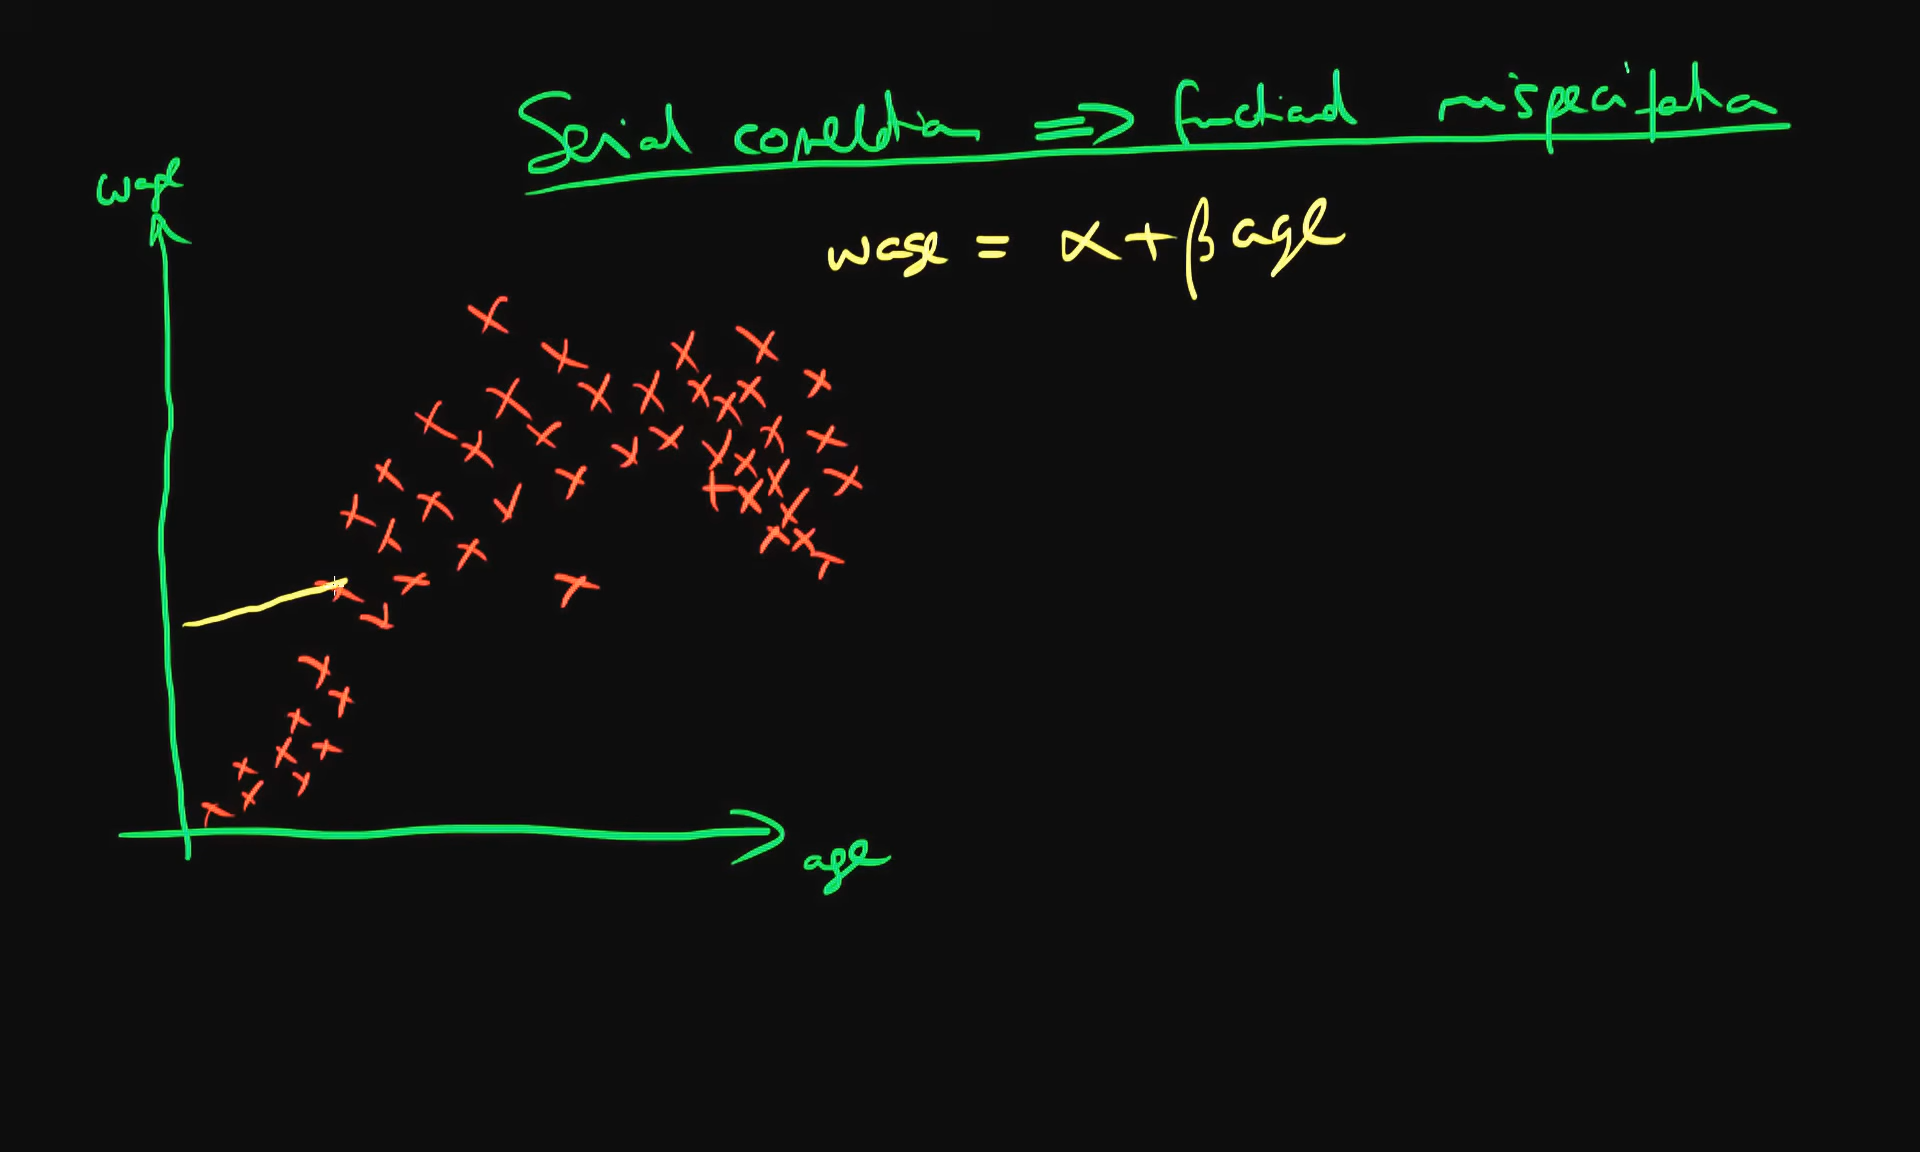 Serial correlation => functional misspecification
wage
wage = α + β age
age